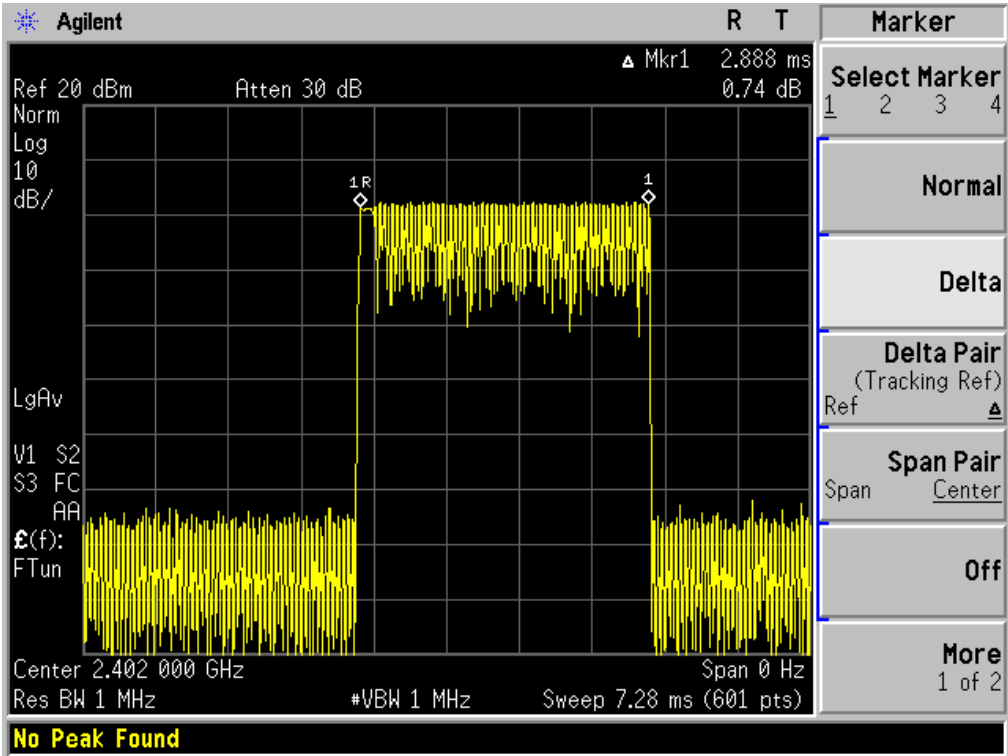 Agilent
R T
Δ Mkr1 2.888 ms
Ref 20 dBm Atten 30 dB 0.74 dB
Norm
Log
10
dB/
1R
1
LgAv
V1 S2
S3 FC
AA
£(f):
FTun
Center 2.402 000 GHz Span 0 Hz
Res BW 1 MHz #VBW 1 MHz Sweep 7.28 ms (601 pts)
No Peak Found
Marker
Select Marker
1 2 3 4
Normal
Delta
Delta Pair
(Tracking Ref)
Ref Δ
Span Pair
Span Center
Off
More
1 of 2